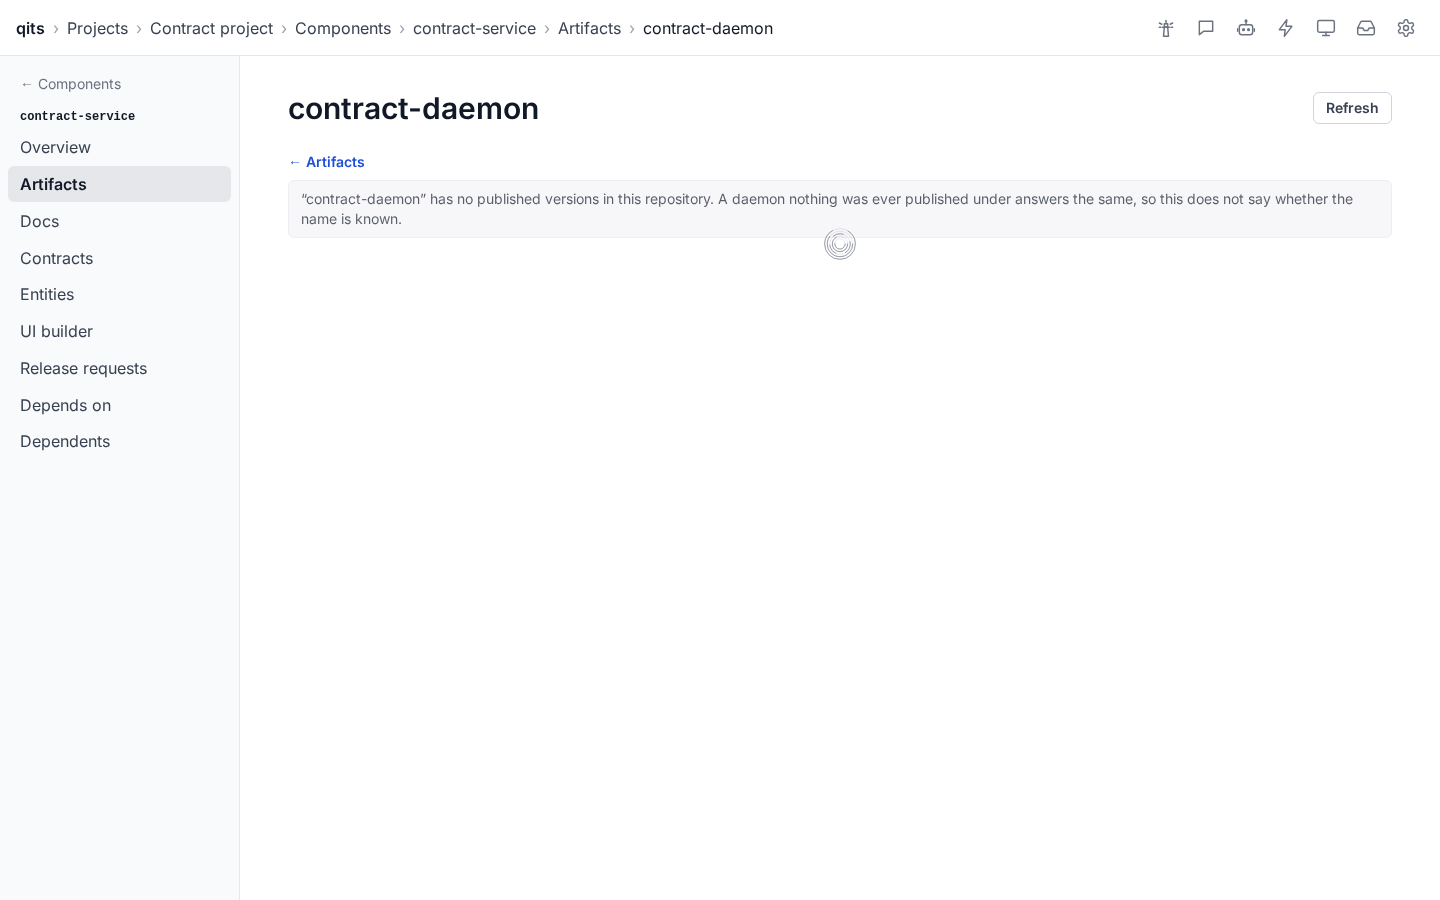 qits › Projects › Contract project › Components › contract-service › Artifacts › contract-daemon
← Components
contract-service
Overview
Artifacts
Docs
Contracts
Entities
UI builder
Release requests
Depends on
Dependents
contract-daemon
Refresh
← Artifacts
“contract-daemon” has no published versions in this repository. A daemon nothing was ever published under answers the same, so this does not say whether the
name is known.